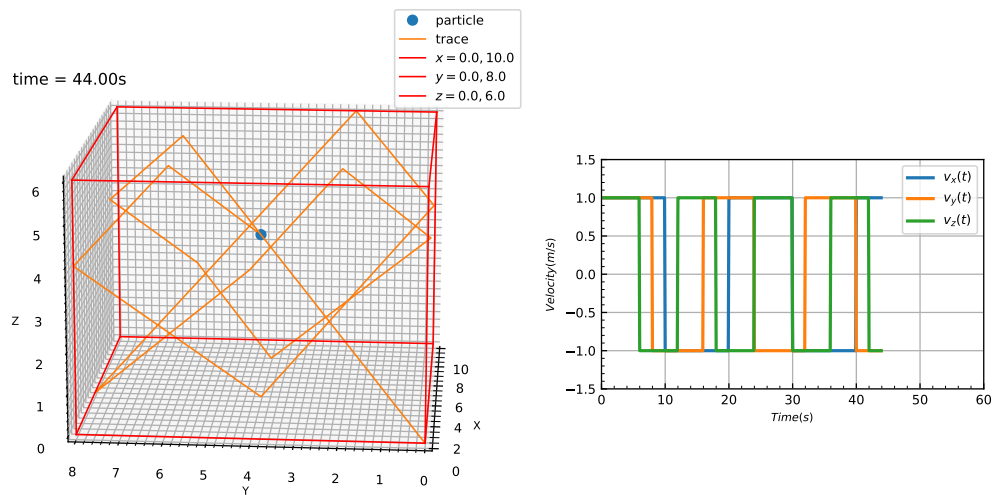 particle
trace
x = 0.0, 10.0
y = 0.0, 8.0
z = 0.0, 6.0
time = 44.00s
6
5
4
3
2
1
0
Z
8
7
6
5
4
3
2
1
0
Y
10
8
6
4
2
0
X
1.5
1.0
0.5
0.0
−0.5
−1.0
−1.5
Velocity(m/s)
0
10
20
30
40
50
60
Time(s)
v_x(t)
v_y(t)
v_z(t)